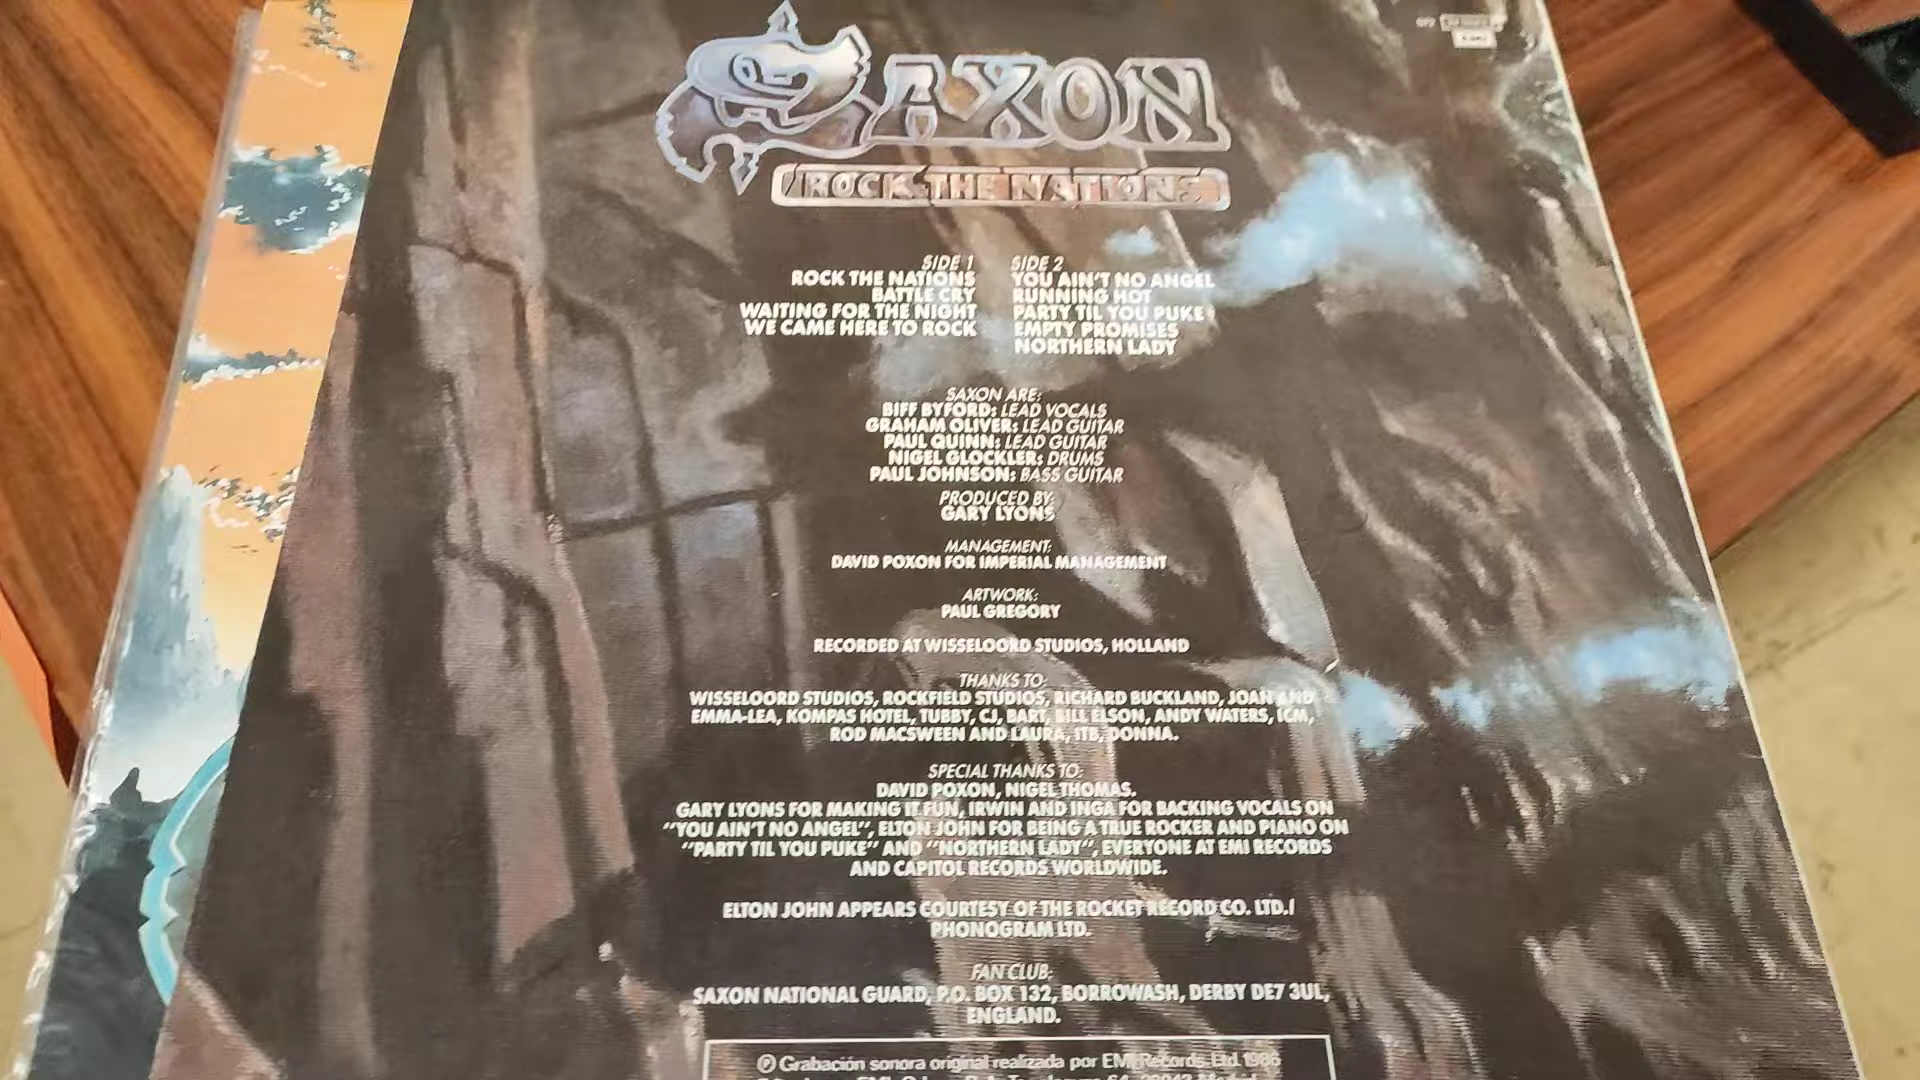 SAXON
ROCK THE NATIONS
SIDE 1
ROCK THE NATIONS
BATTLE CRY
WAITING FOR THE NIGHT
WE CAME HERE TO ROCK
SIDE 2
YOU AIN'T NO ANGEL
RUNNING HOT
PARTY TIL YOU PUKE
EMPTY PROMISES
NORTHERN LADY
SAXON ARE:
BIFF BYFORD: LEAD VOCALS
GRAHAM OLIVER: LEAD GUITAR
PAUL QUINN: LEAD GUITAR
NIGEL GLOCKLER: DRUMS
PAUL JOHNSON: BASS GUITAR
PRODUCED BY:
GARY LYONS
MANAGEMENT:
DAVID POXON FOR IMPERIAL MANAGEMENT
ARTWORK:
PAUL GREGORY
RECORDED AT WISSELOORD STUDIOS, HOLLAND
THANKS TO:
WISSELOORD STUDIOS, ROCKFIELD STUDIOS, RICHARD BUCKLAND, JOAN AND
EMMA-LEA, KOMPAS HOTEL, TUBBY, CJ, BART, BILL ELSON, ANDY WATERS, ICM,
ROD MACSWEEN AND LAURA, ITB, DONNA.
SPECIAL THANKS TO:
DAVID POXON, NIGEL THOMAS.
GARY LYONS FOR MAKING IT FUN, IRWIN AND INGA FOR BACKING VOCALS ON
"YOU AIN'T NO ANGEL", ELTON JOHN FOR BEING A TRUE ROCKER AND PIANO ON
"PARTY TIL YOU PUKE" AND "NORTHERN LADY", EVERYONE AT EMI RECORDS
AND CAPITOL RECORDS WORLDWIDE.
ELTON JOHN APPEARS COURTESY OF THE ROCKET RECORD CO. LTD./
PHONOGRAM LTD.
FAN CLUB:
SAXON NATIONAL GUARD, P.O. BOX 132, BORROWASH, DERBY DE7 3UL,
ENGLAND.
℗ Grabación sonora original realizada por EMI Records Ltd. 1986